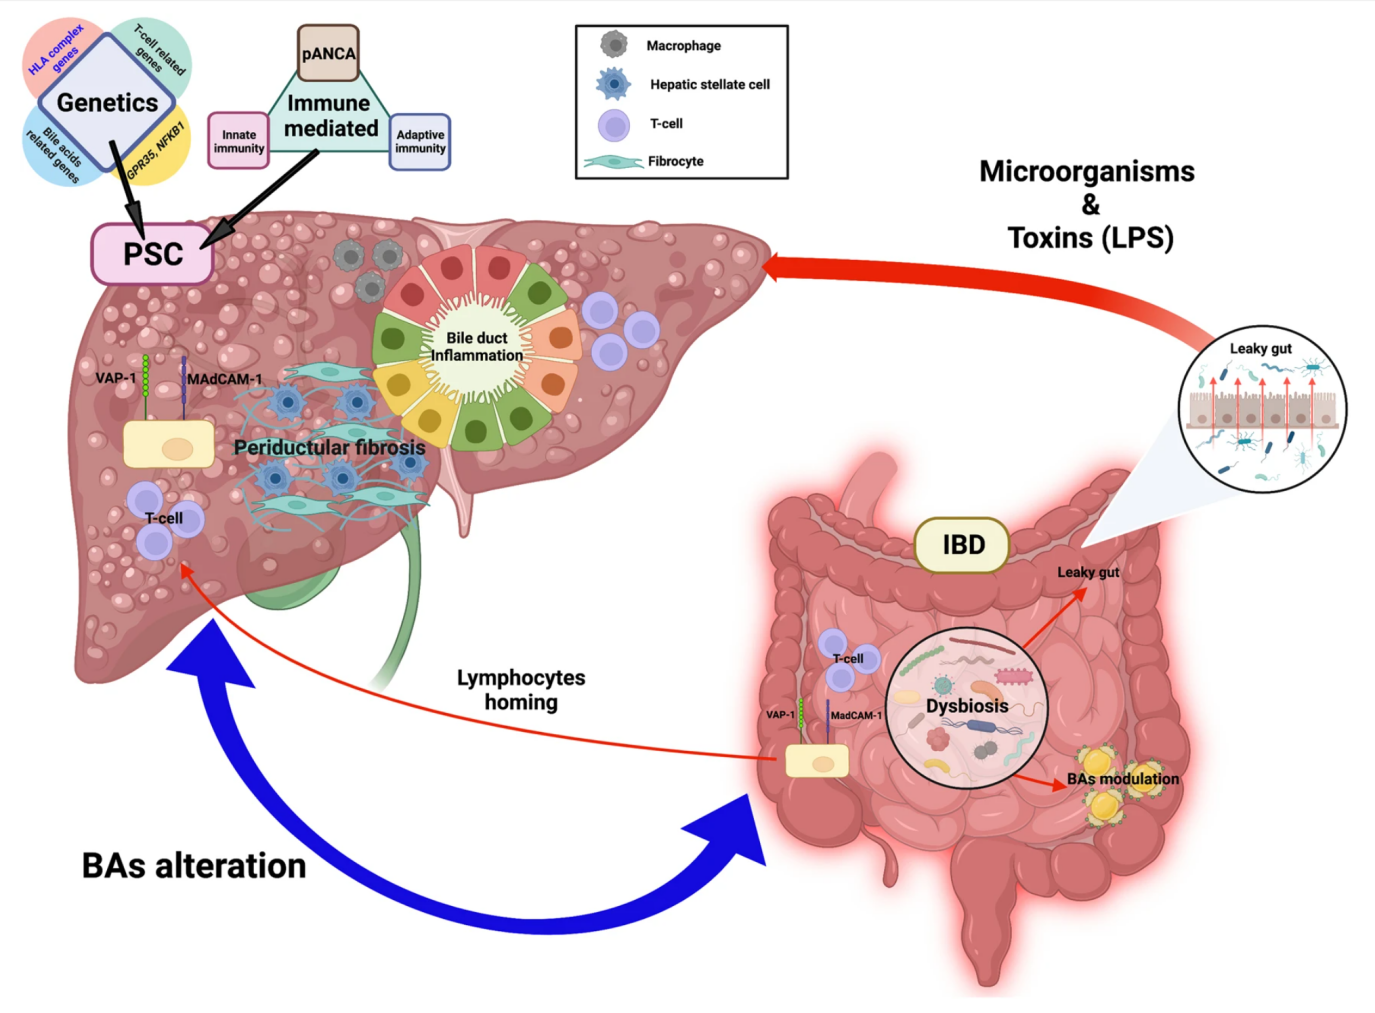 HLA complex
genes
T-cell related
genes
Genetics
Bile acids
related genes
GPR35, NFKB1
pANCA
Immune
mediated
Innate
immunity
Adaptive
immunity
Macrophage
Hepatic stellate cell
T-cell
Fibrocyte
Microorganisms
&
Toxins (LPS)
PSC
Bile duct
Inflammation
VAP-1
MAdCAM-1
Periductular fibrosis
T-cell
Leaky gut
IBD
Leaky gut
T-cell
Dysbiosis
VAP-1
MadCAM-1
BAs modulation
Lymphocytes
homing
BAs alteration